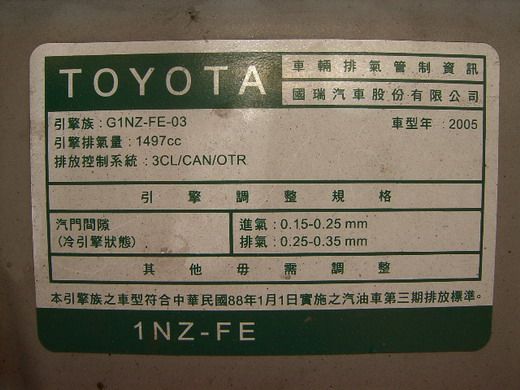 TOYOTA
車輛排氣管制資訊
國瑞汽車股份有限公司
引擎族：G1NZ-FE-03
車型年：2005
引擎排氣量：1497cc
排放控制系統：3CL/CAN/OTR
引擎調整規格
汽門間隙
(冷引擎狀態)
進氣：0.15-0.25 mm
排氣：0.25-0.35 mm
其他毋需調整
本引擎族之車型符合中華民國88年1月1日實施之汽油車第三期排放標準。
1NZ-FE